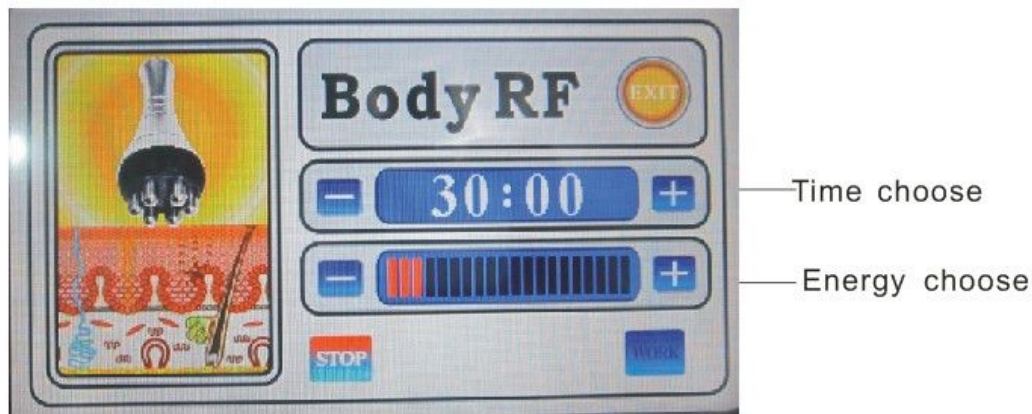 Body RF
EXIT
- 30:00 +
Time choose
- +
Energy choose
STOP
WORK